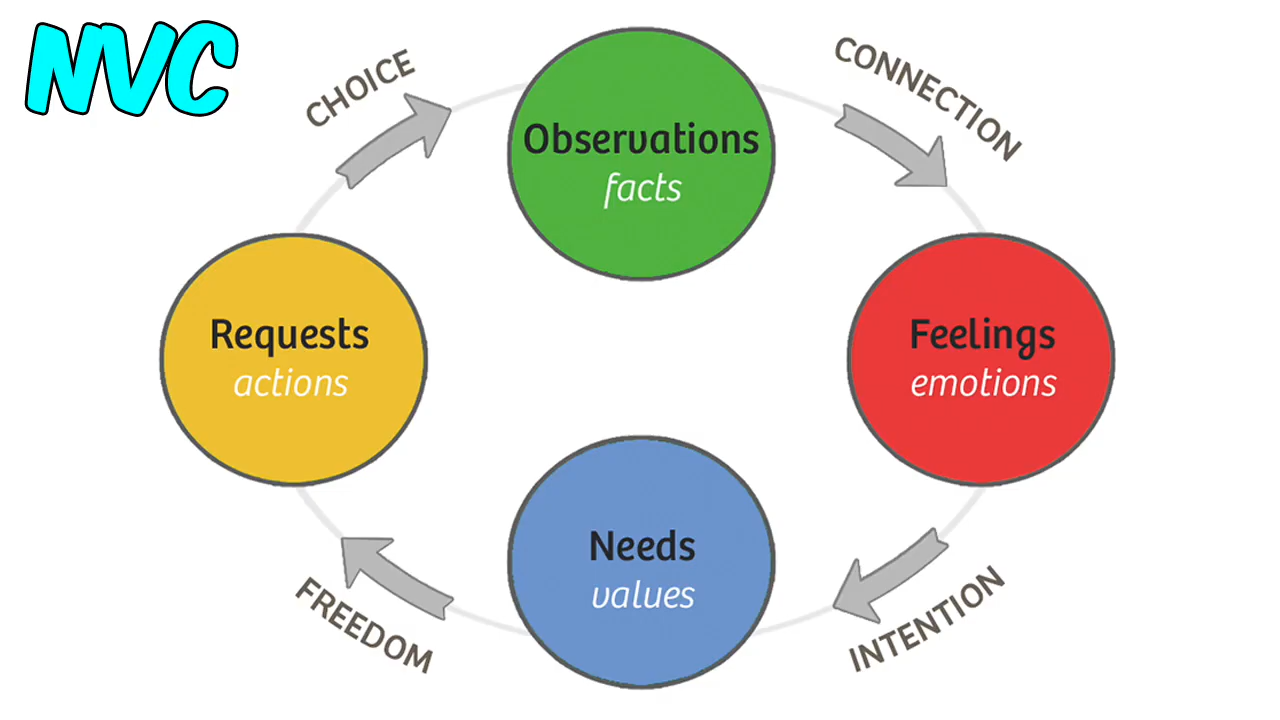 NVC
CHOICE
CONNECTION
Observations
facts
Requests
actions
Feelings
emotions
Needs
values
FREEDOM
INTENTION